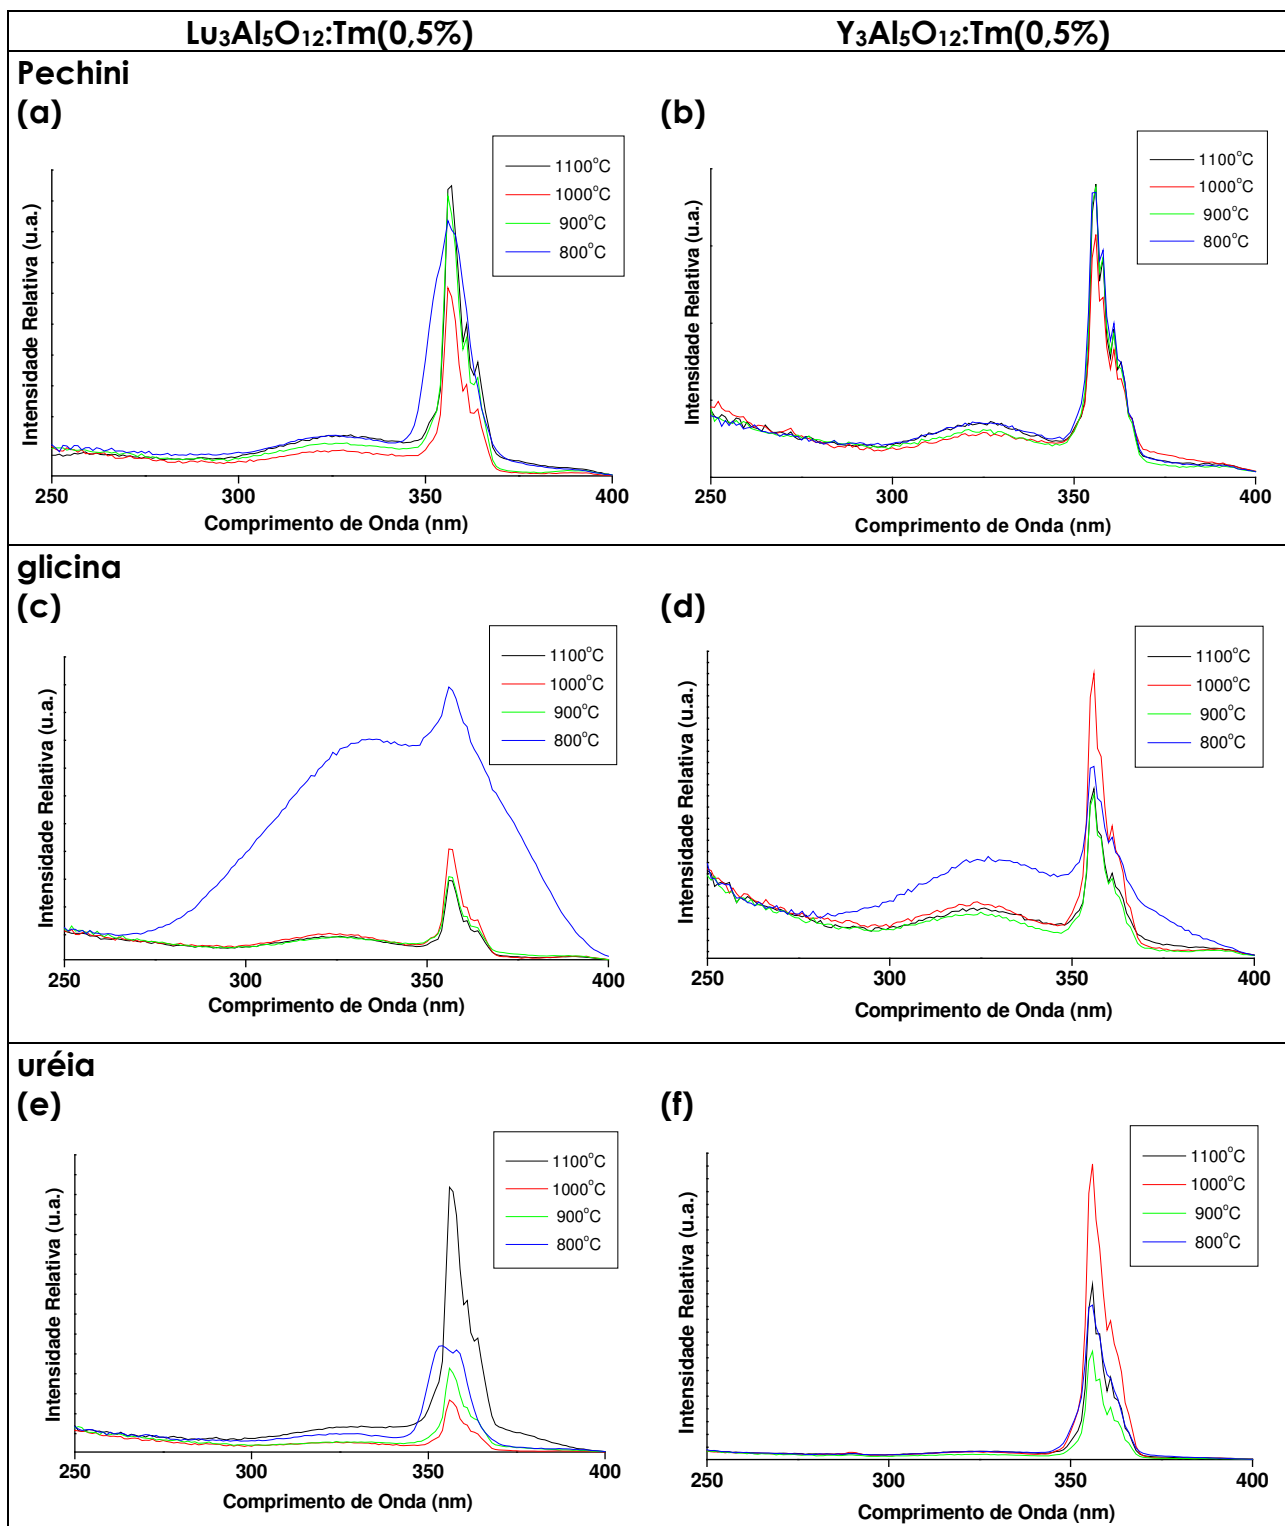 Lu₃Al₅O₁₂:Tm(0,5%)
Y₃Al₅O₁₂:Tm(0,5%)
Pechini
(a)
1100°C
1000°C
900°C
800°C
Intensidade Relativa (u.a.)
250 300 350 400
Comprimento de Onda (nm)
(b)
1100°C
1000°C
900°C
800°C
Intensidade Relativa (u.a.)
250 300 350 400
Comprimento de Onda (nm)
glicina
(c)
1100°C
1000°C
900°C
800°C
Intensidade Relativa (u.a.)
250 300 350 400
Comprimento de Onda (nm)
(d)
1100°C
1000°C
900°C
800°C
Intensidade Relativa (u.a.)
250 300 350 400
Comprimento de Onda (nm)
uréia
(e)
1100°C
1000°C
900°C
800°C
Intensidade Relativa (u.a.)
250 300 350 400
Comprimento de Onda (nm)
(f)
1100°C
1000°C
900°C
800°C
Intensidade Relativa (u.a.)
250 300 350 400
Comprimento de Onda (nm)